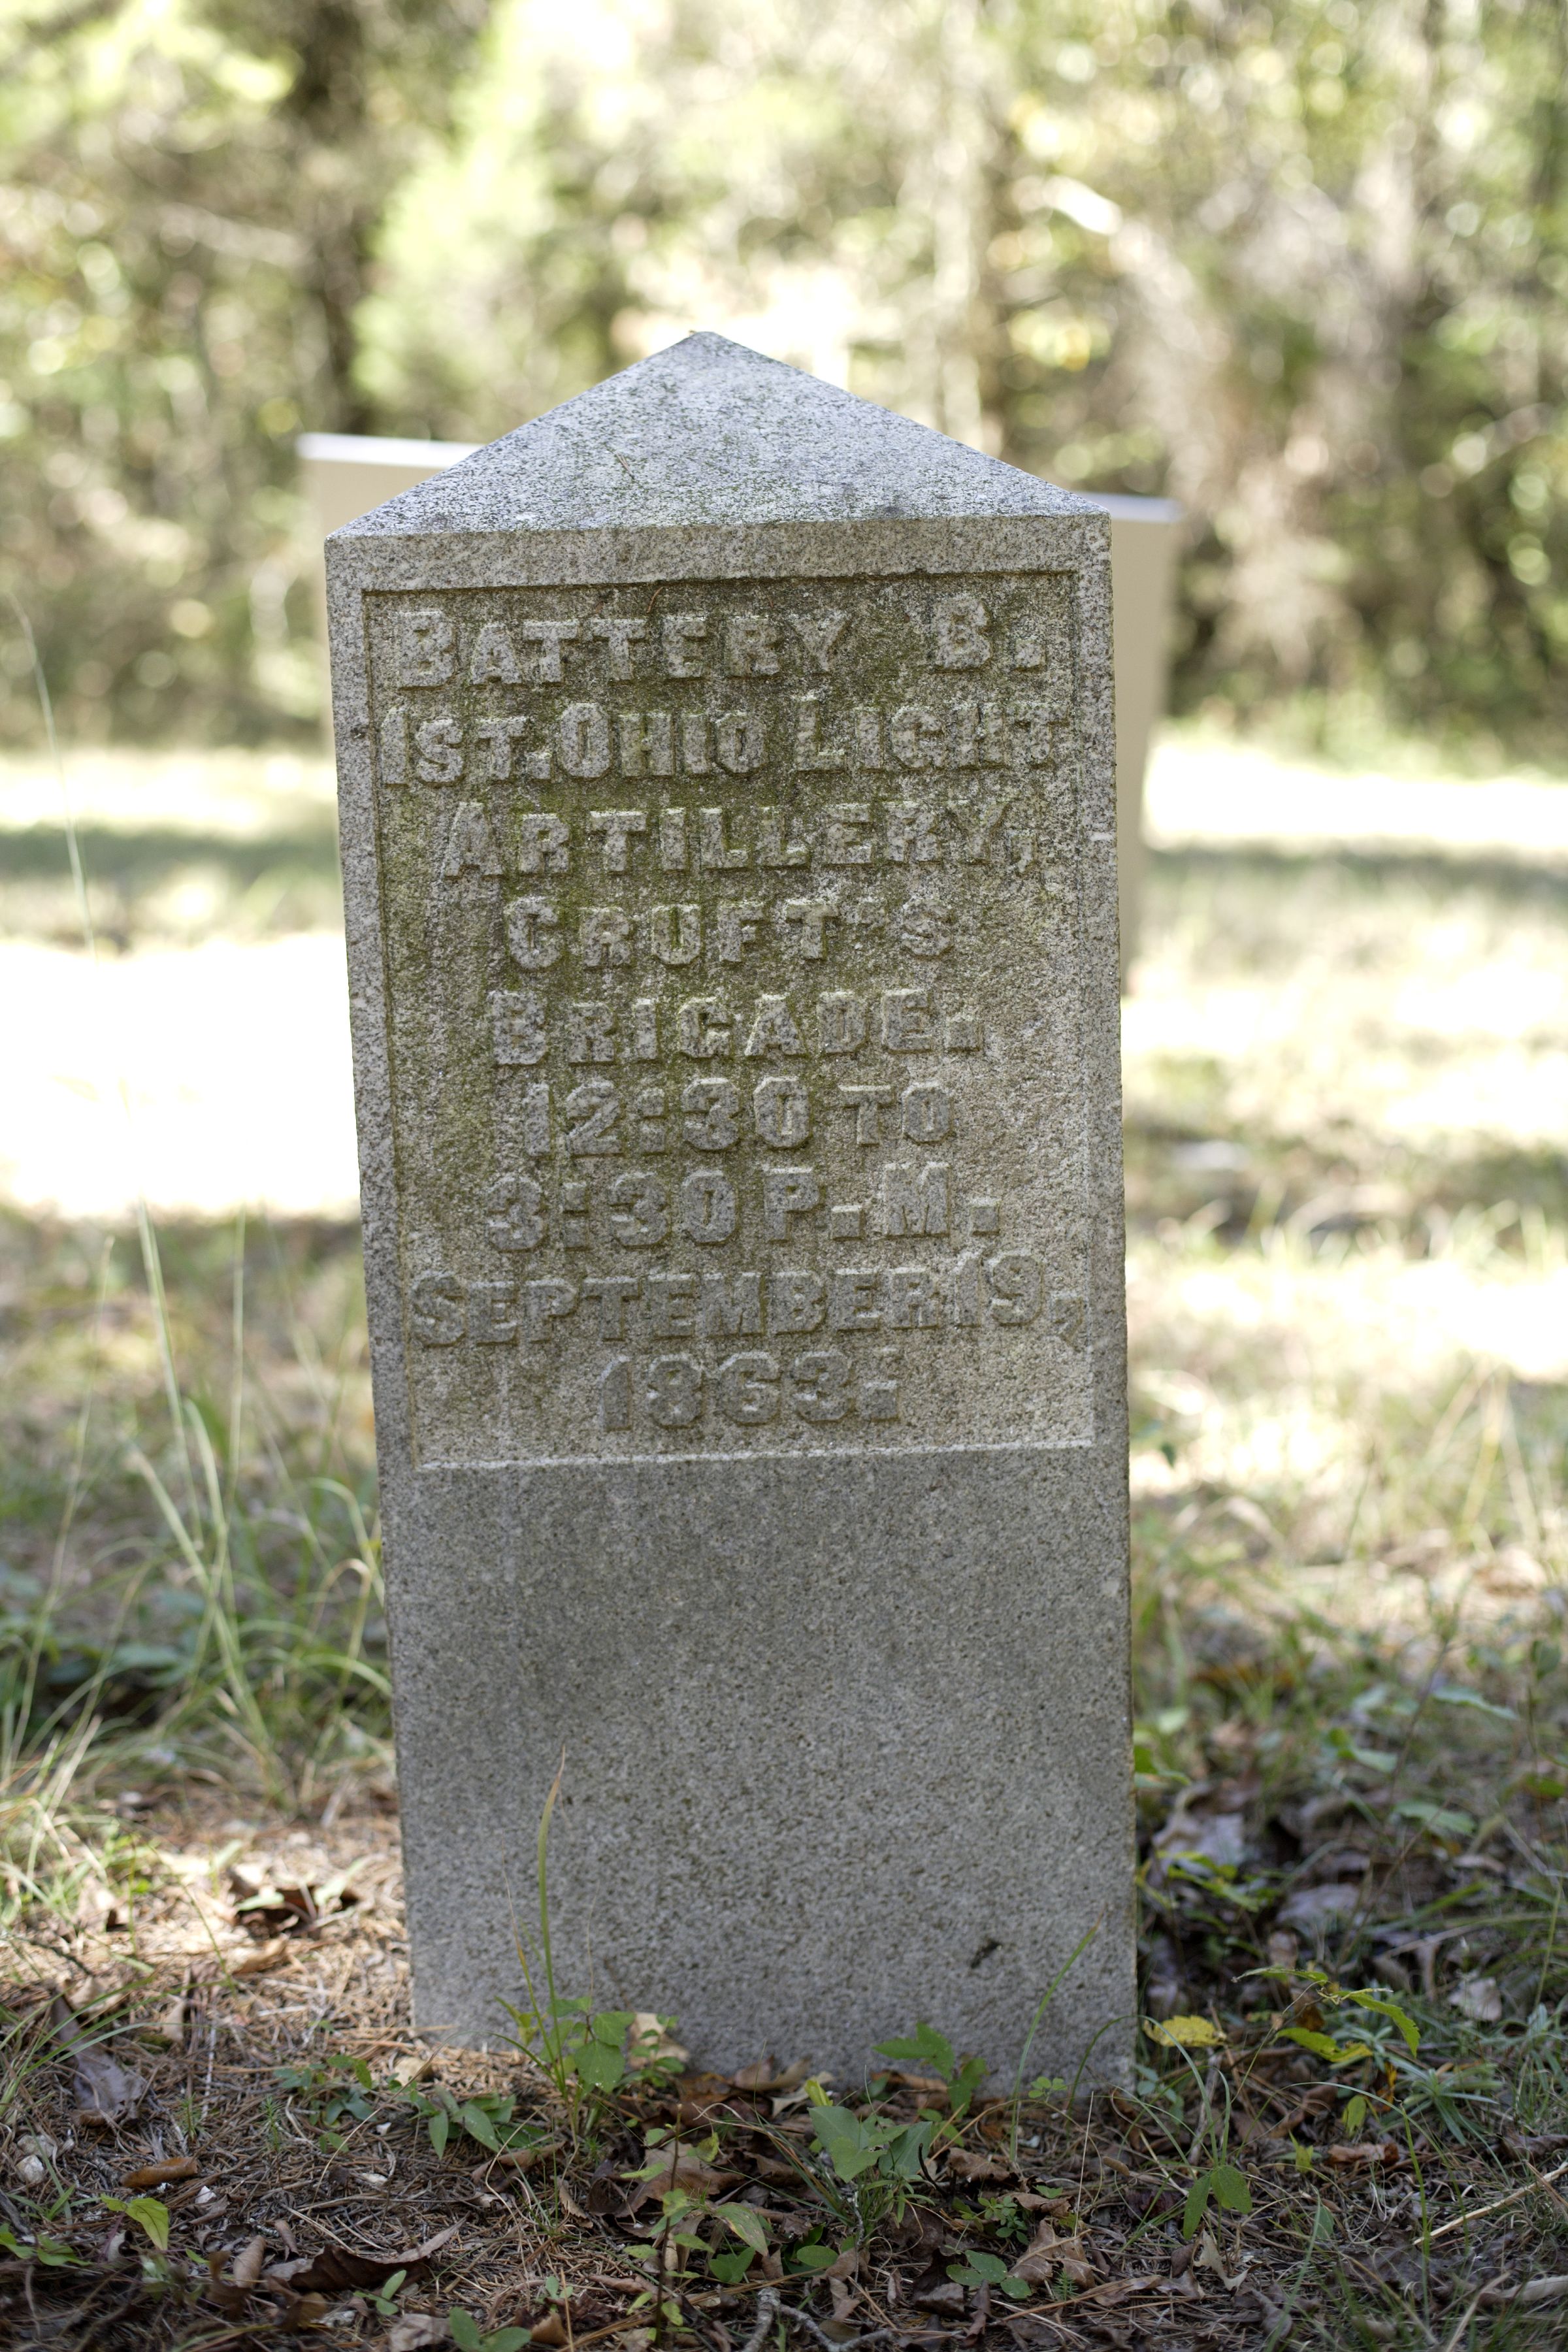 BATTERY B.
1ST. OHIO LIGHT
ARTILLERY,
CRUFT'S
BRIGADE.
12:30 TO
3:30 P.M.
SEPTEMBER 19,
1863.